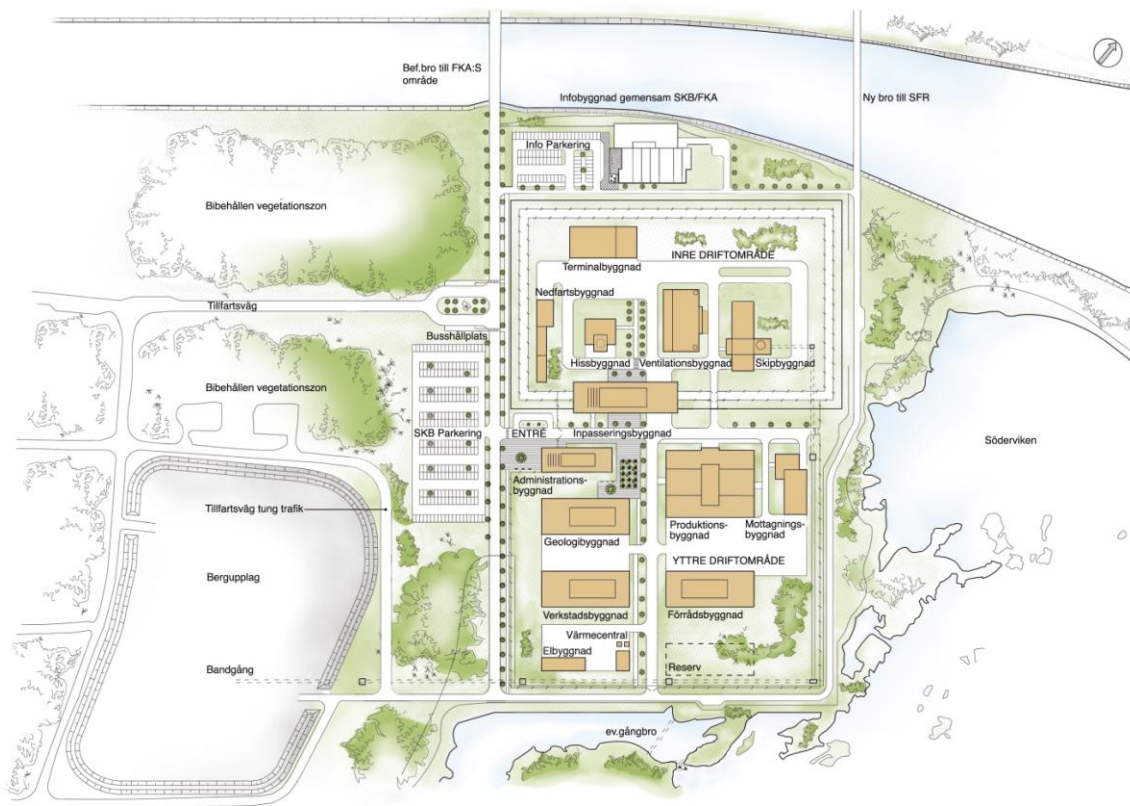 Bef.bro till FKA:S
område
Infobyggnad gemensam SKB/FKA
Ny bro till SFR
Info Parkering
Bibehållen vegetationszon
INRE DRIFTOMRÅDE
Terminalbyggnad
Nedfartsbyggnad
Tillfartsväg
Busshållplats
Hissbyggnad
Ventilationsbyggnad
Skipbyggnad
Bibehållen vegetationszon
SKB Parkering
ENTRÉ
Inpasseringsbyggnad
Söderviken
Administrations-
byggnad
Tillfartsväg tung trafik
Geologibyggnad
Produktions-
byggnad
Mottagnings-
byggnad
YTTRE DRIFTOMRÅDE
Bergupplag
Verkstadsbyggnad
Förrådsbyggnad
Värmecentral
Elbyggnad
Bandgång
Reserv
ev.gångbro